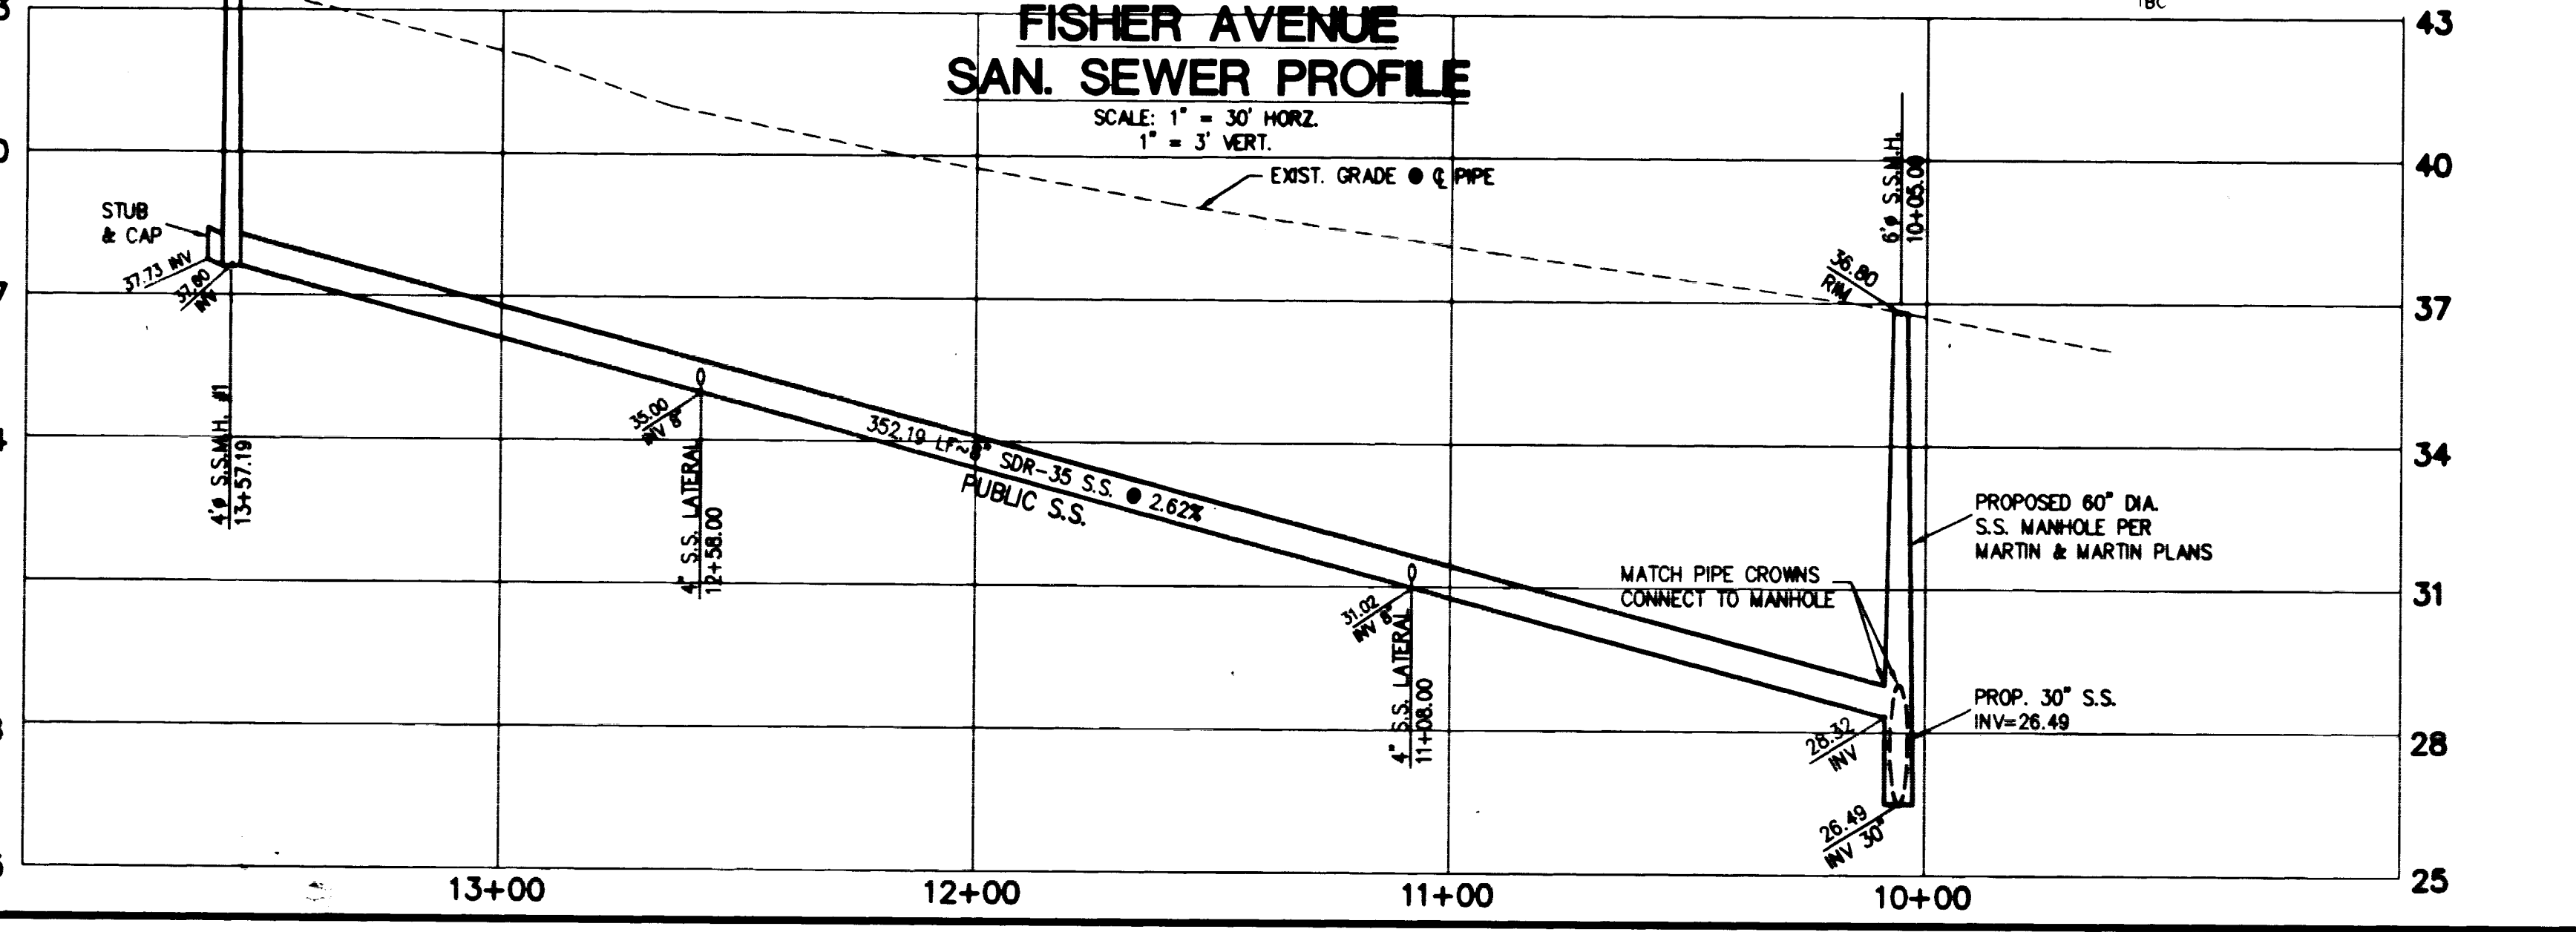 FISHER AVENUE
SAN. SEWER PROFILE
SCALE: 1" = 30' HORZ.
1" = 3' VERT.
EXIST. GRADE @ ℄ PIPE
43
40
37
34
31
28
25
STUB
& CAP
37.73 INV
37.60
INV
4'ø S.S.M.H. #1
13+57.19
35.00
INV 8"
4" S.S. LATERAL
12+58.00
352.19 LF~8" SDR-35 S.S. @ 2.62%
PUBLIC S.S.
31.02
INV 8"
4" S.S. LATERAL
11+08.00
6'ø S.S.M.H.
10+05.00
36.80
RIM
MATCH PIPE CROWNS
CONNECT TO MANHOLE
PROPOSED 60" DIA.
S.S. MANHOLE PER
MARTIN & MARTIN PLANS
PROP. 30" S.S.
INV=26.49
28.32
INV
26.49
INV 30"
13+00
12+00
11+00
10+00